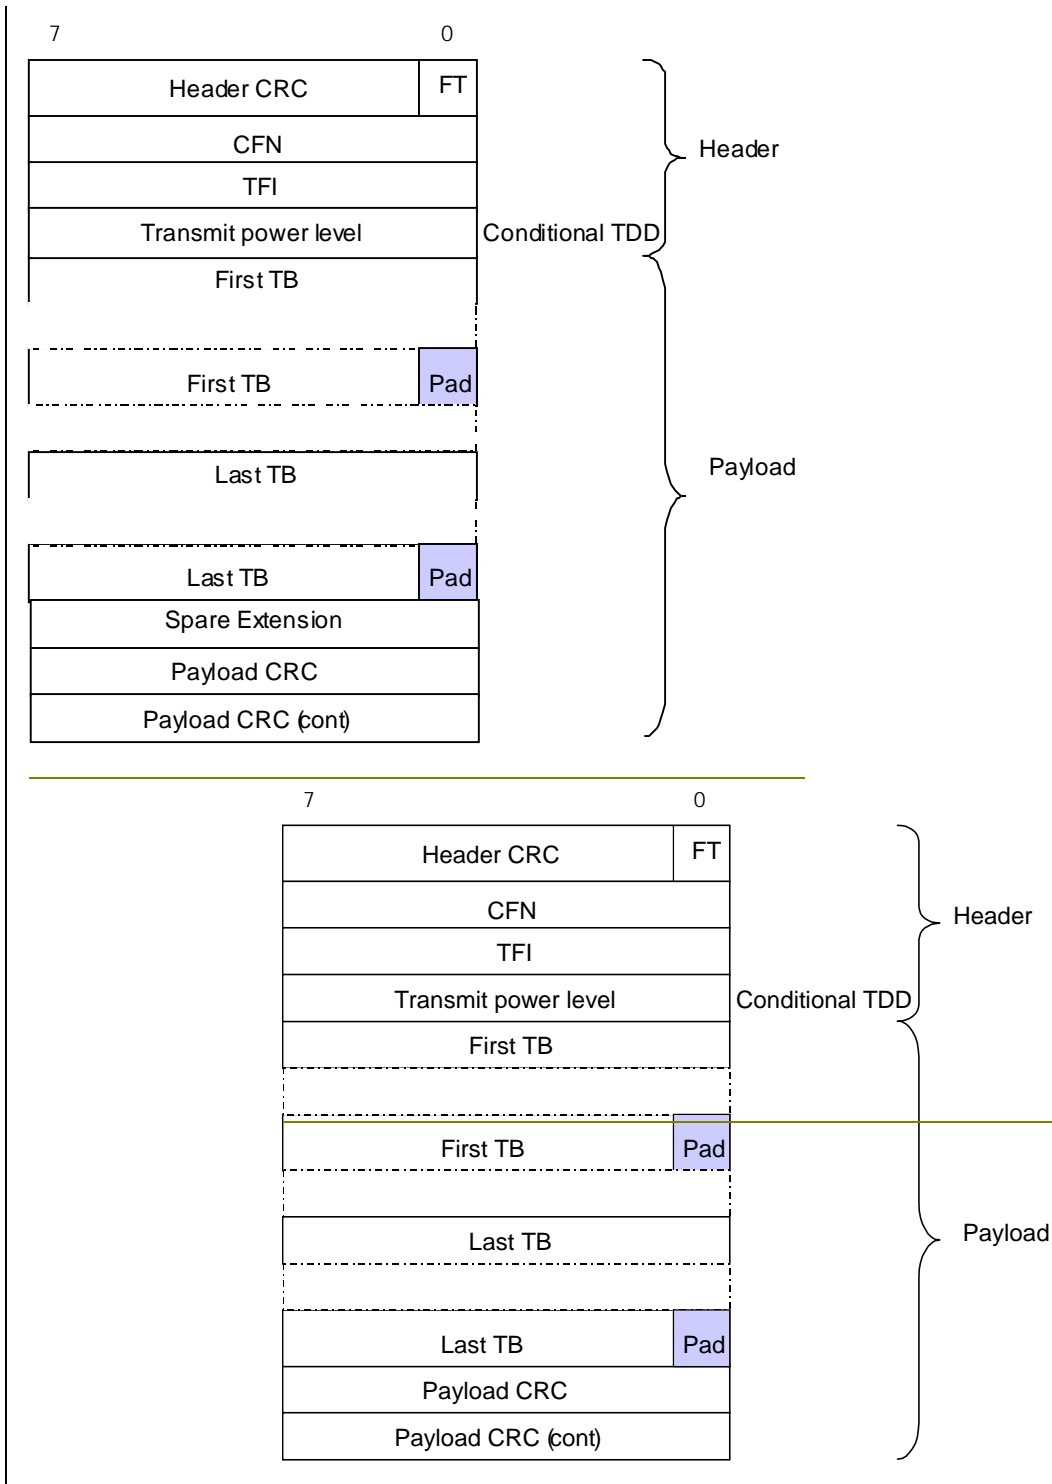 7 0
Header CRC FT
CFN
Header
TFI
Transmit power level Conditional TDD
First TB
First TB Pad
Last TB
Payload
Last TB Pad
Spare Extension
Payload CRC
Payload CRC (cont)
7 0
Header CRC FT
CFN
Header
TFI
Transmit power level Conditional TDD
First TB
First TB Pad
Last TB
Payload
Last TB Pad
Payload CRC
Payload CRC (cont)